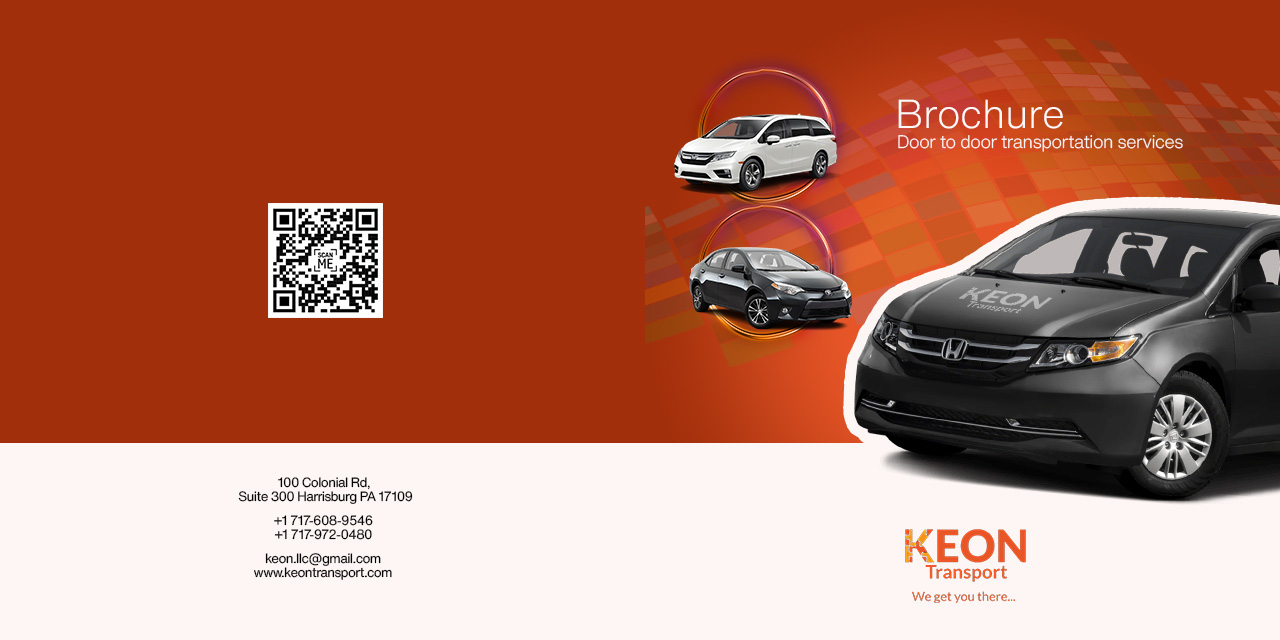 SCAN
ME
100 Colonial Rd,
Suite 300 Harrisburg PA 17109
+1 717-608-9546
+1 717-972-0480
keon.llc@gmail.com
www.keontransport.com
Brochure
Door to door transportation services
KEON
Transport
KEON
Transport
We get you there...